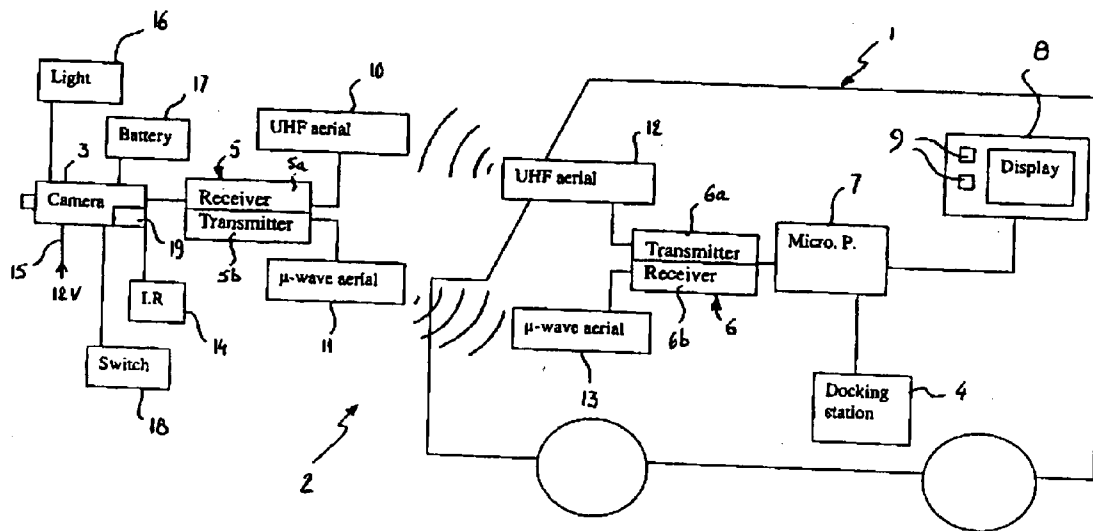 16
Light
17
Battery
3
Camera
15
12V
19
I.R
14
Switch
18
5
5a
Receiver
Transmitter
5b
10
UHF aerial
μ-wave aerial
11
2
1
12
UHF aerial
6a
Transmitter
Receiver
6b
6
μ-wave aerial
13
7
Micro. P.
8
9
Display
Docking
station
4